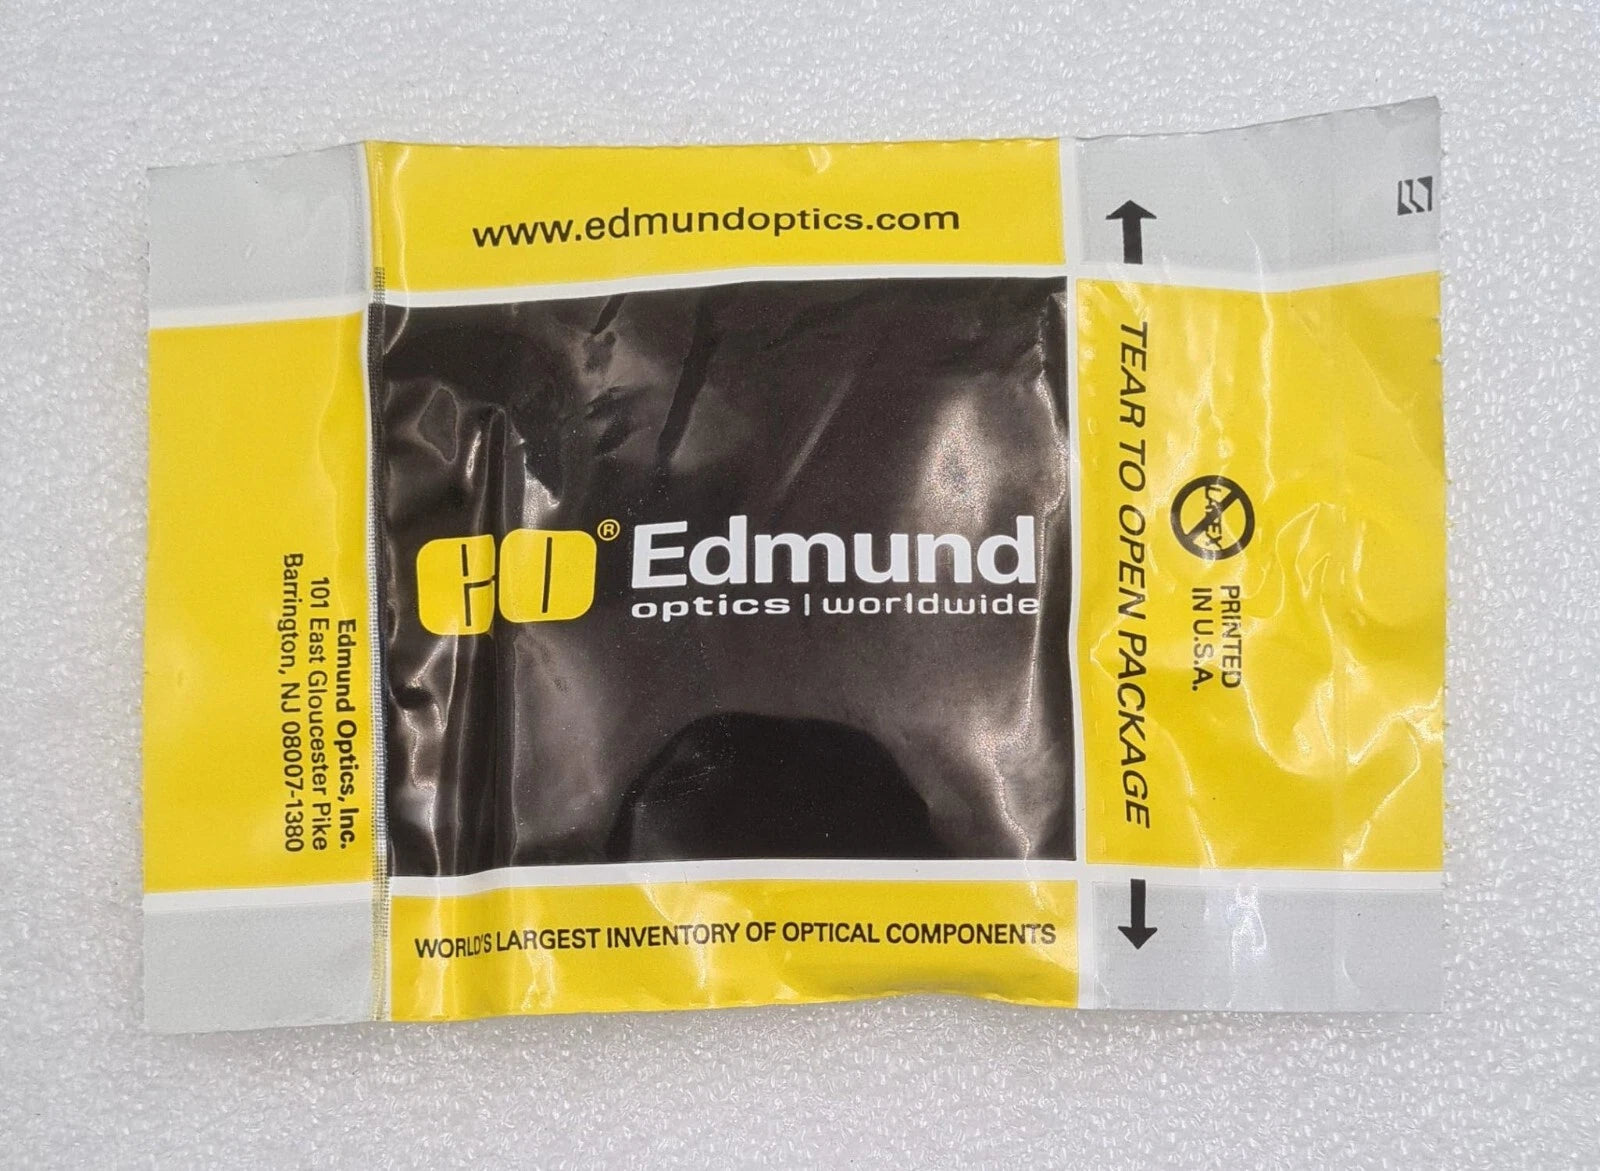 www.edmundoptics.com
EO® Edmund
optics | worldwide
WORLD'S LARGEST INVENTORY OF OPTICAL COMPONENTS
Edmund Optics, Inc.
101 East Gloucester Pike
Barrington, NJ 08007-1380
TEAR TO OPEN PACKAGE
LATEX
PRINTED
IN U.S.A.